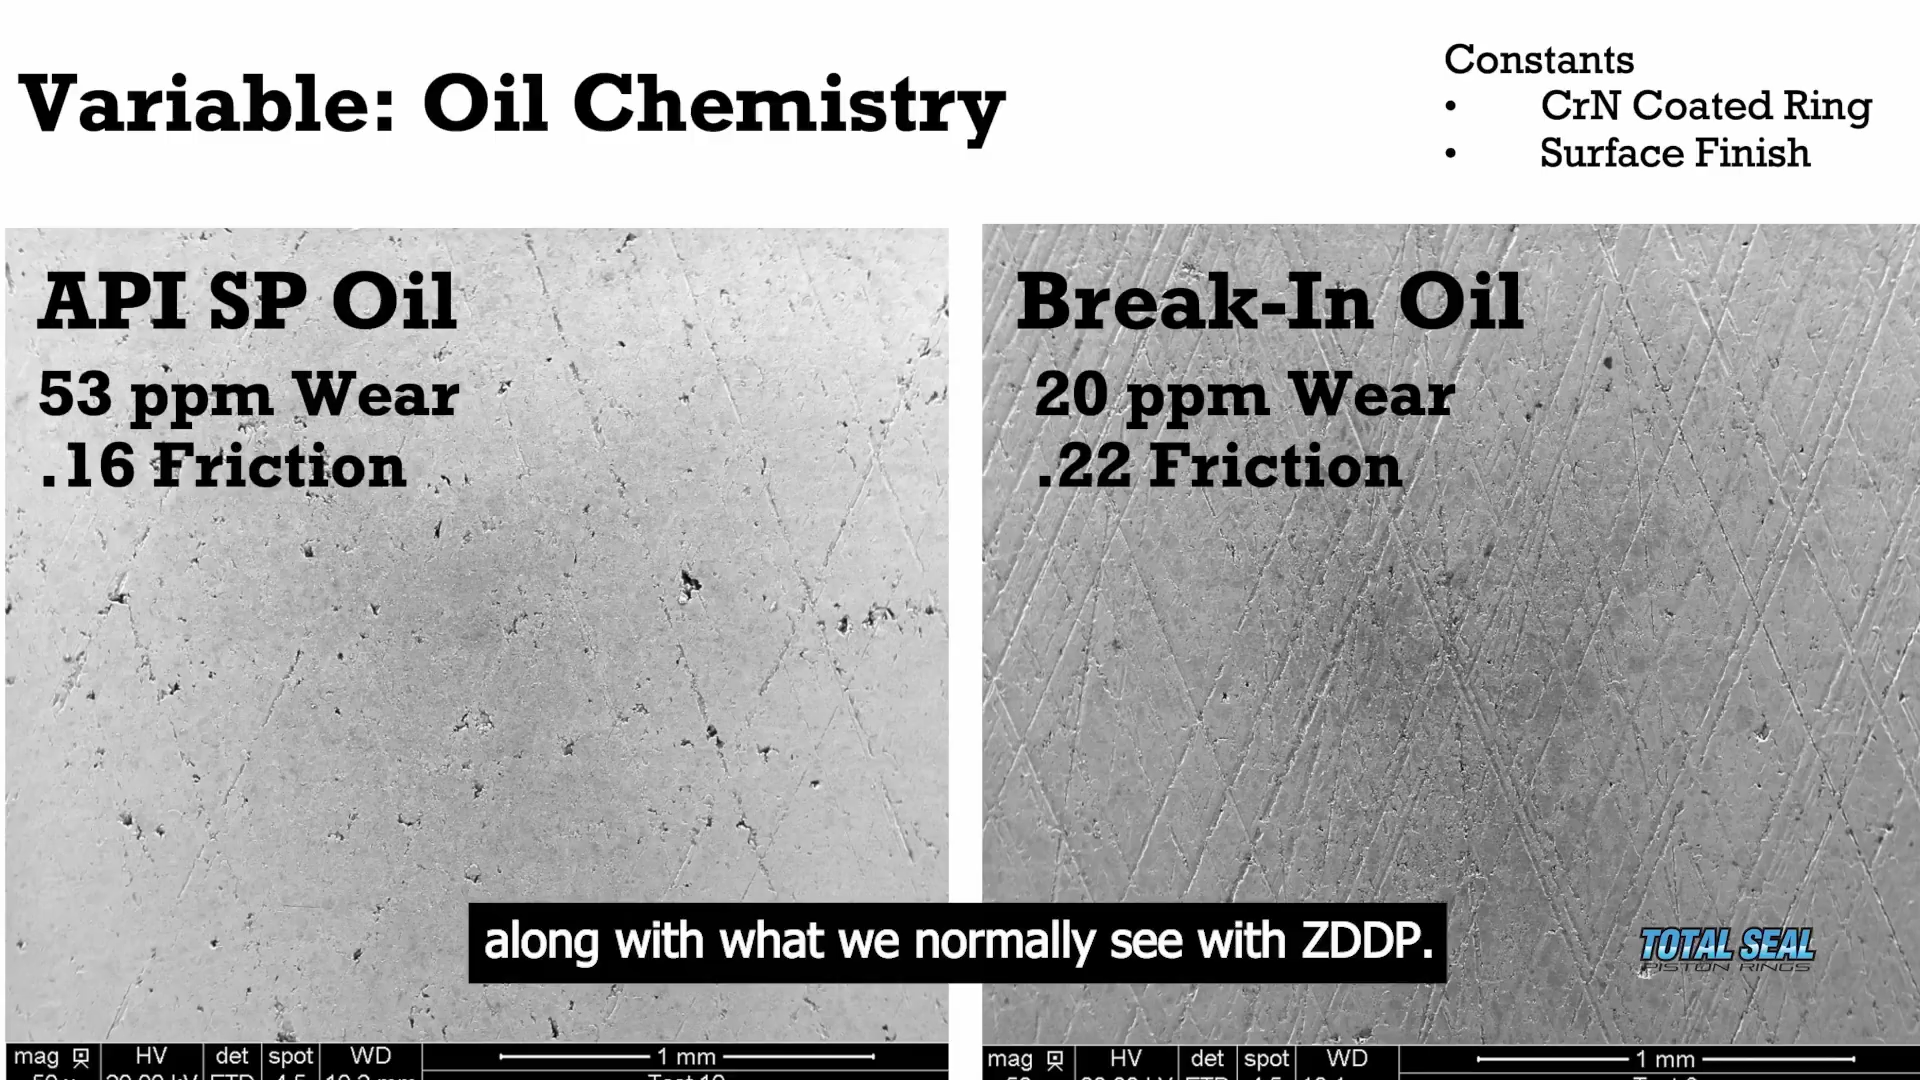 Variable: Oil Chemistry
Constants
• CrN Coated Ring
• Surface Finish
API SP Oil
53 ppm Wear
.16 Friction
Break-In Oil
20 ppm Wear
.22 Friction
along with what we normally see with ZDDP.
TOTAL SEAL
PISTON RINGS
mag HV det spot WD 1 mm
mag HV det spot WD 1 mm